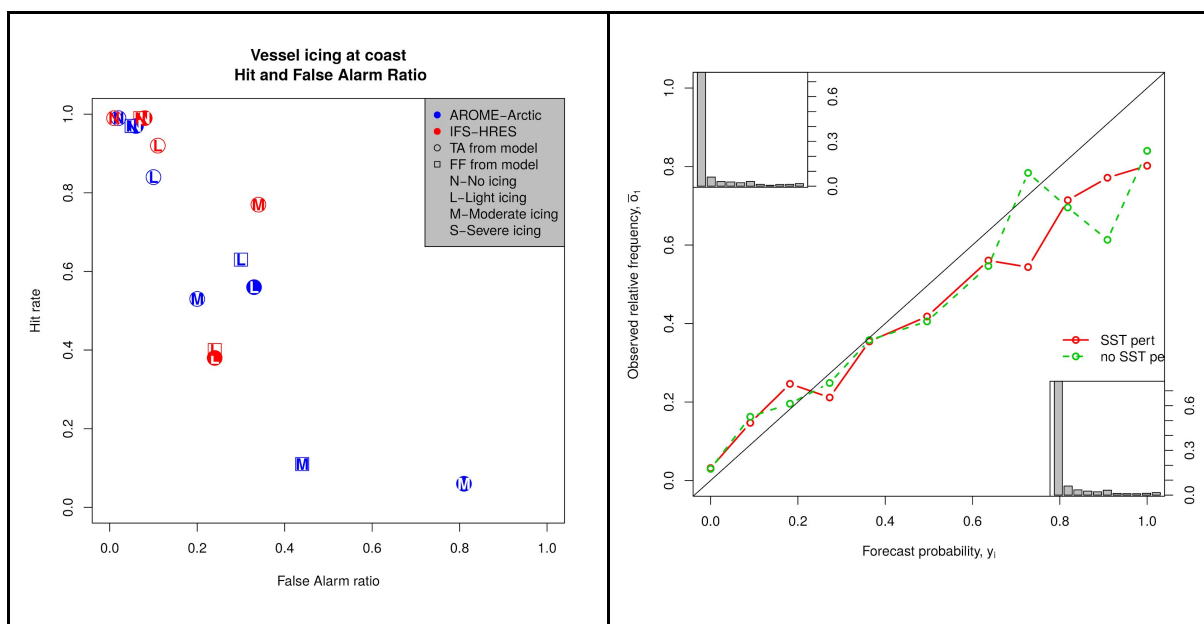 Vessel icing at coast
Hit and False Alarm Ratio
AROME−Arctic
IFS−HRES
TA from model
FF from model
N−No icing
L−Light icing
M−Moderate icing
S−Severe icing
Hit rate
1.0
0.8
0.6
0.4
0.2
0.0
N N N N N N N
L
L
M
L
L
M
L
L
M
M
0.0 0.2 0.4 0.6 0.8 1.0
False Alarm ratio
Observed relative frequency, o̅₁
1.0
0.8
0.6
0.4
0.2
0.0
0.6
0.3
0.0
SST pert
no SST pe
0.6
0.3
0.0
0.0 0.2 0.4 0.6 0.8 1.0
Forecast probability, yᵢ